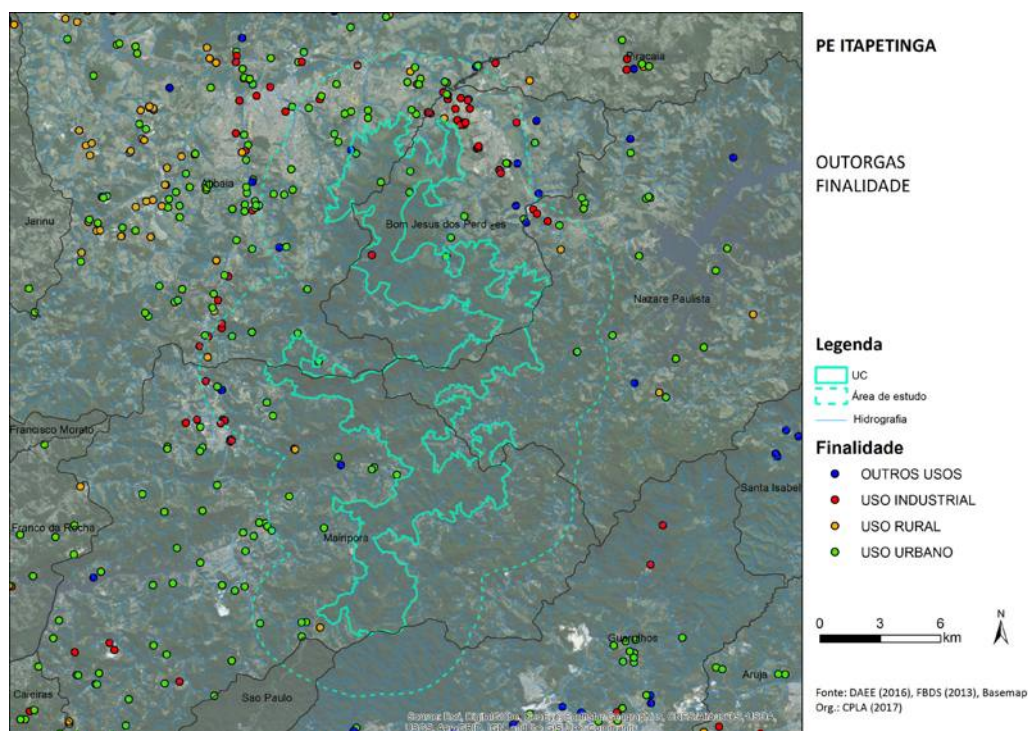 PE ITAPETINGA
OUTORGAS
FINALIDADE
Piracaia
Atibaia
Jarinu
Bom Jesus dos Perdões
Nazare Paulista
Francisco Morato
Santa Isabel
Franco da Rocha
Mairiporã
Guarulhos
Aruja
Caieiras
Sao Paulo
Legenda
UC
Área de estudo
Hidrografia
Finalidade
OUTROS USOS
USO INDUSTRIAL
USO RURAL
USO URBANO
N
0 3 6
km
Fonte: DAEE (2016), FBDS (2013), Basemap
Org.: CPLA (2017)